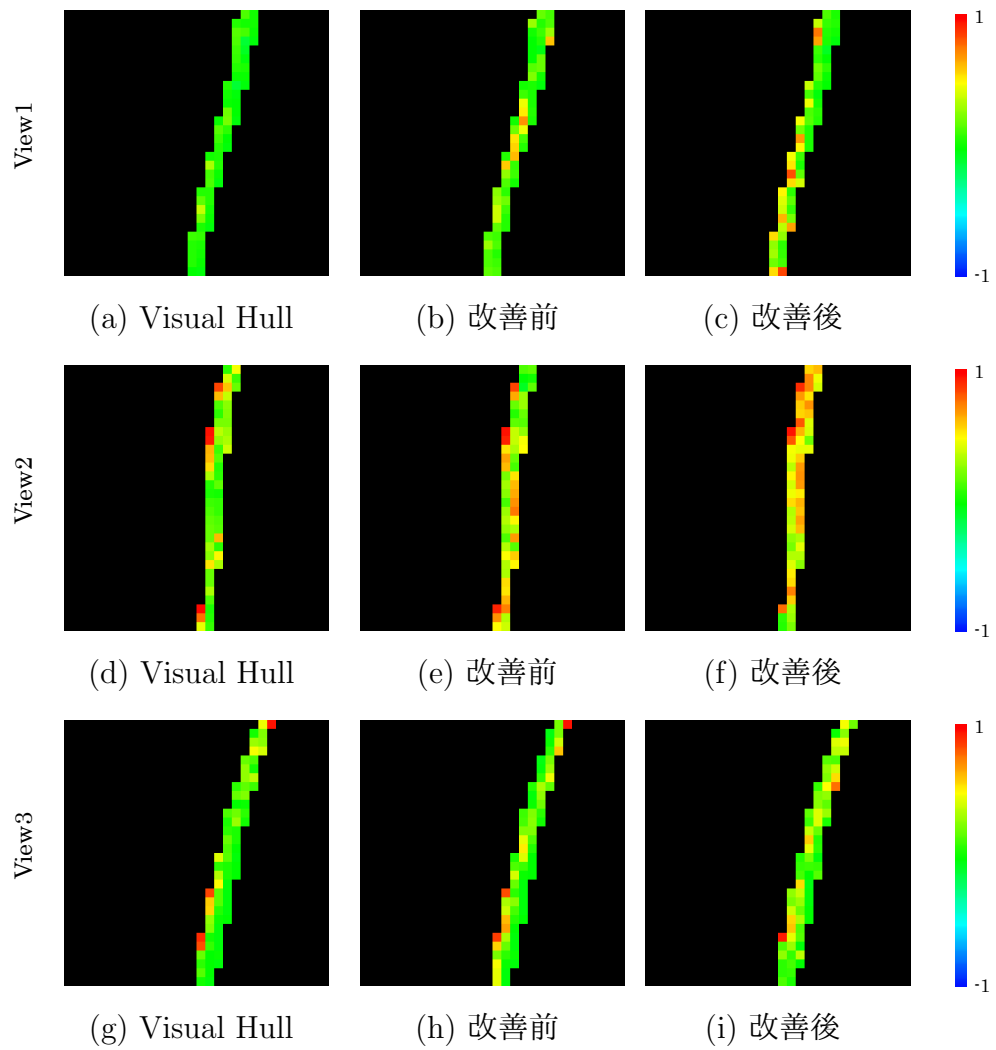 View1
1
-1
(a) Visual Hull
(b) 改善前
(c) 改善後
View2
1
-1
(d) Visual Hull
(e) 改善前
(f) 改善後
View3
1
-1
(g) Visual Hull
(h) 改善前
(i) 改善後